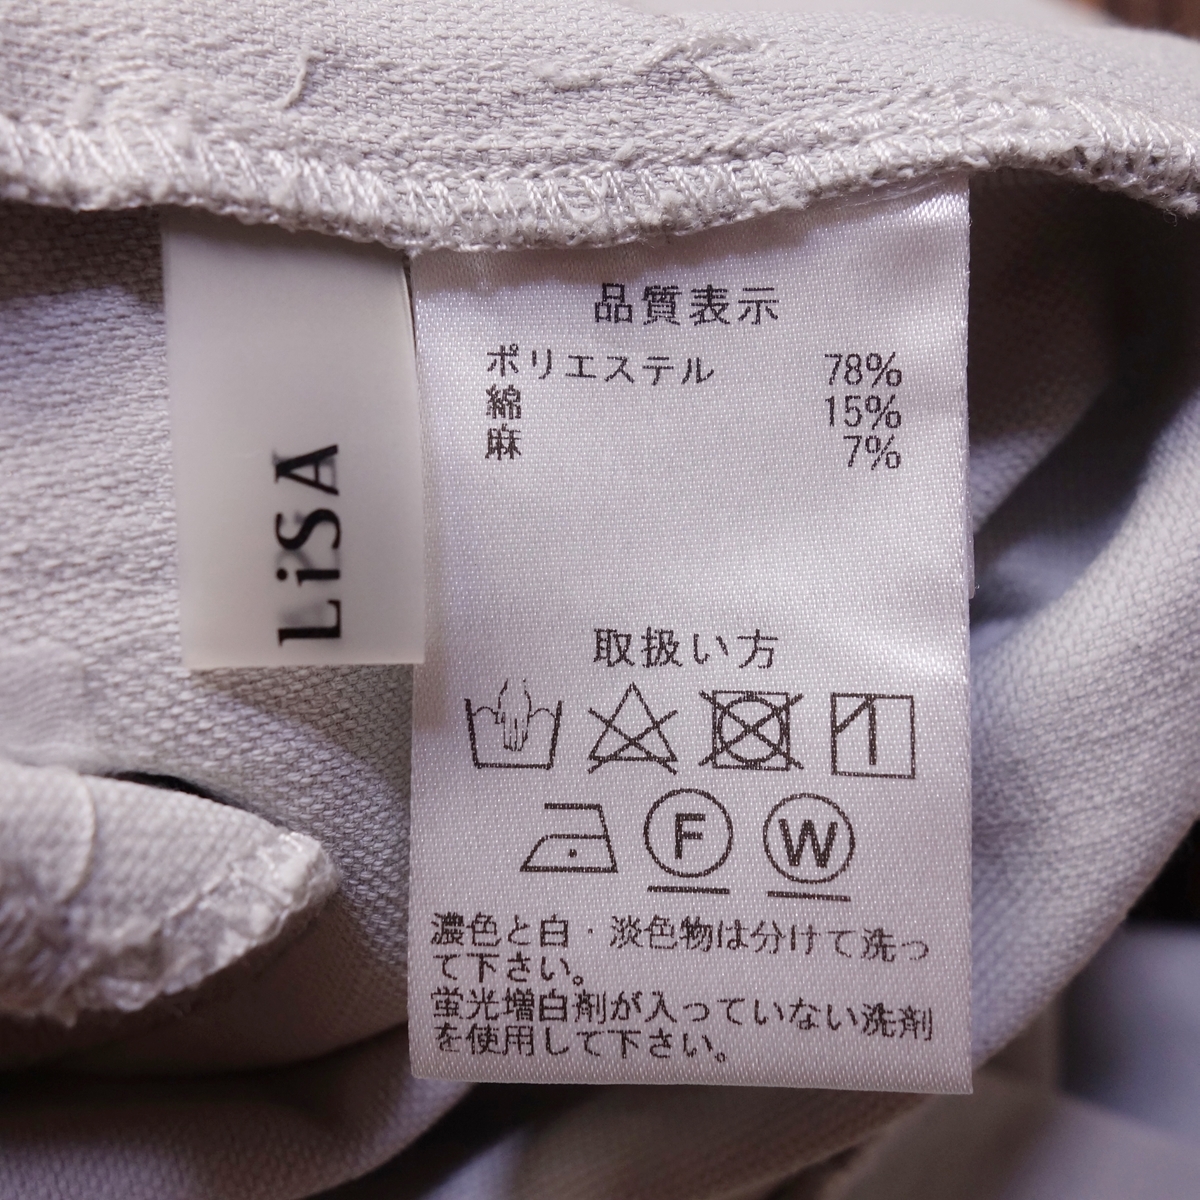 LiSA
品質表示
ポリエステル 78%
綿 15%
麻 7%
取扱い方
F W
濃色と白・淡色物は分けて洗っ
て下さい。
蛍光増白剤が入っていない洗剤
を使用して下さい。